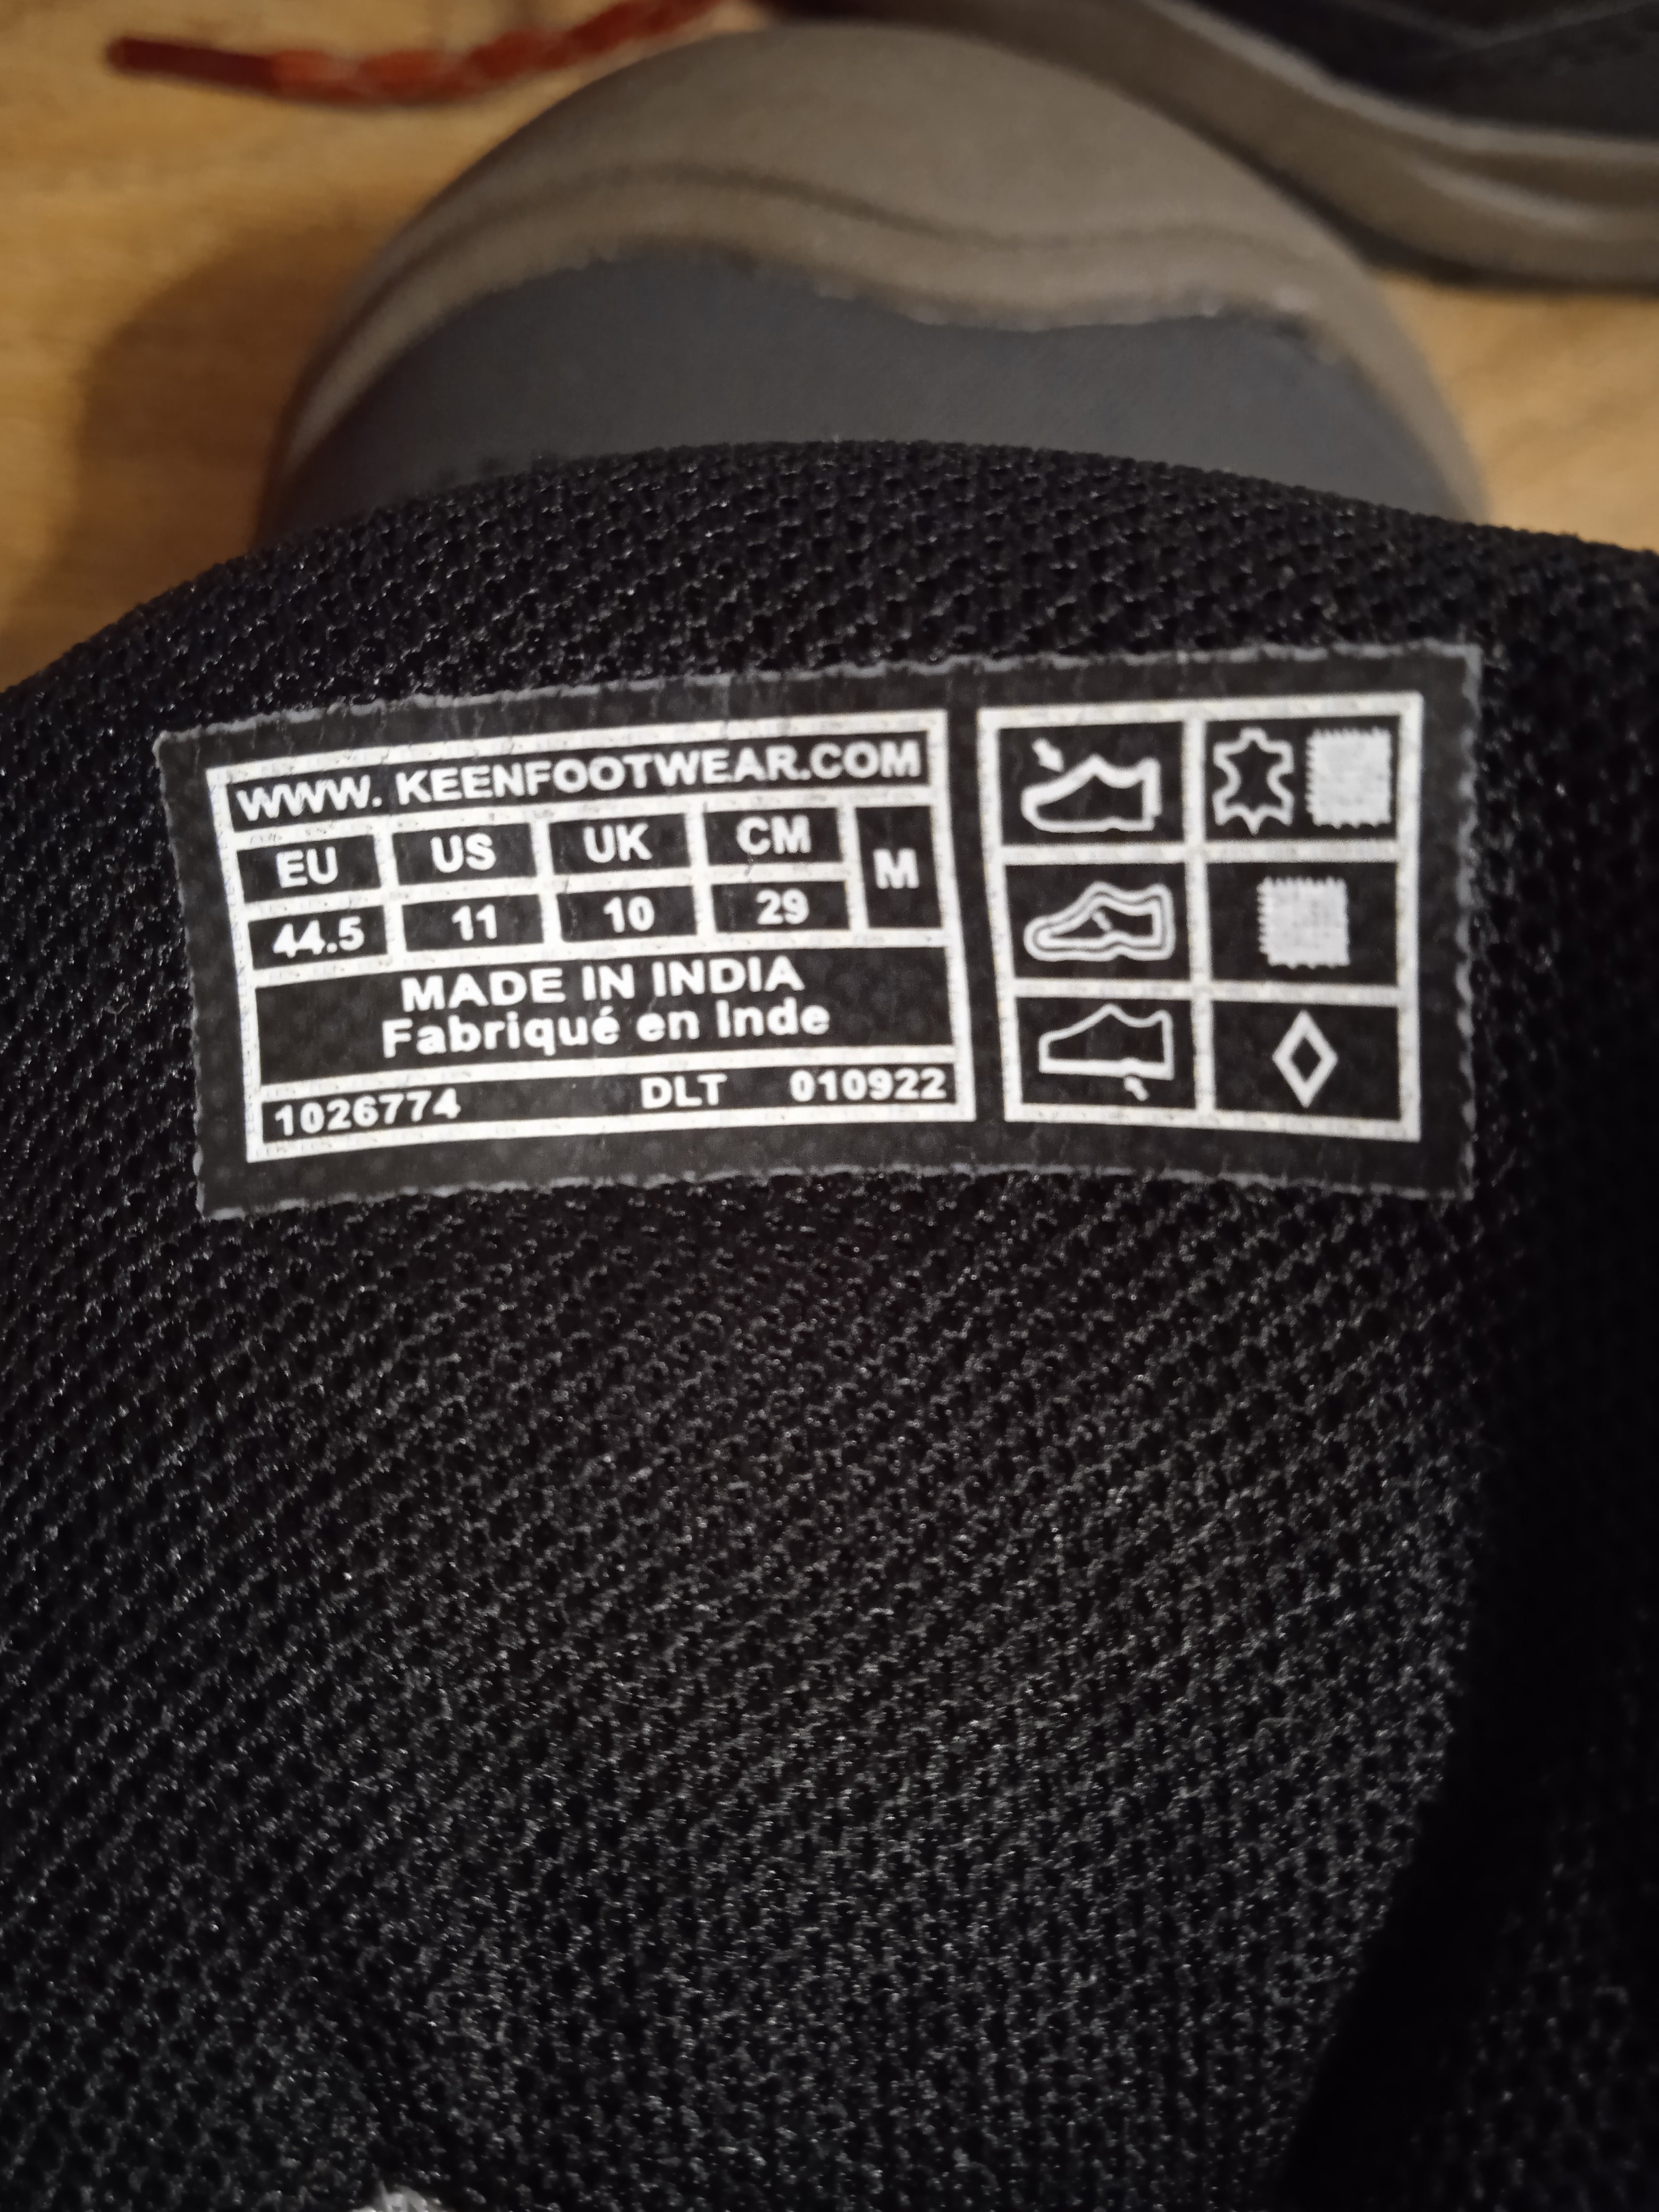 WWW. KEENFOOTWEAR.COM
EU US UK CM M
44.5 11 10 29
MADE IN INDIA
Fabriqué en Inde
1026774 DLT 010922